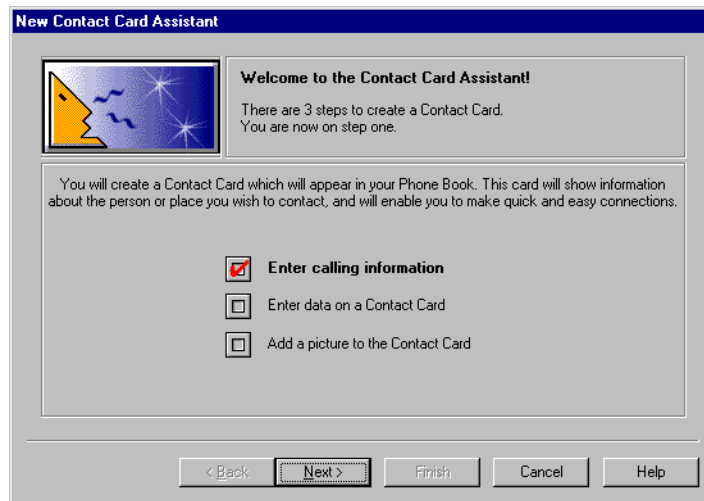 New Contact Card Assistant
Welcome to the Contact Card Assistant!
There are 3 steps to create a Contact Card.
You are now on step one.
You will create a Contact Card which will appear in your Phone Book. This card will show information
about the person or place you wish to contact, and will enable you to make quick and easy connections.
Enter calling information
Enter data on a Contact Card
Add a picture to the Contact Card
< Back
Next >
Finish
Cancel
Help